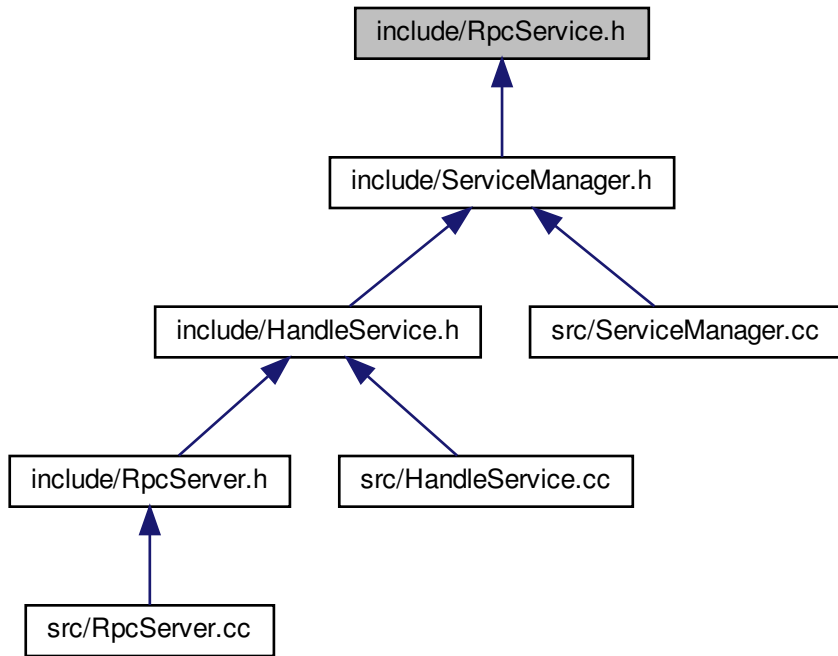 include/RpcService.h
include/ServiceManager.h
include/HandleService.h
src/ServiceManager.cc
include/RpcServer.h
src/HandleService.cc
src/RpcServer.cc